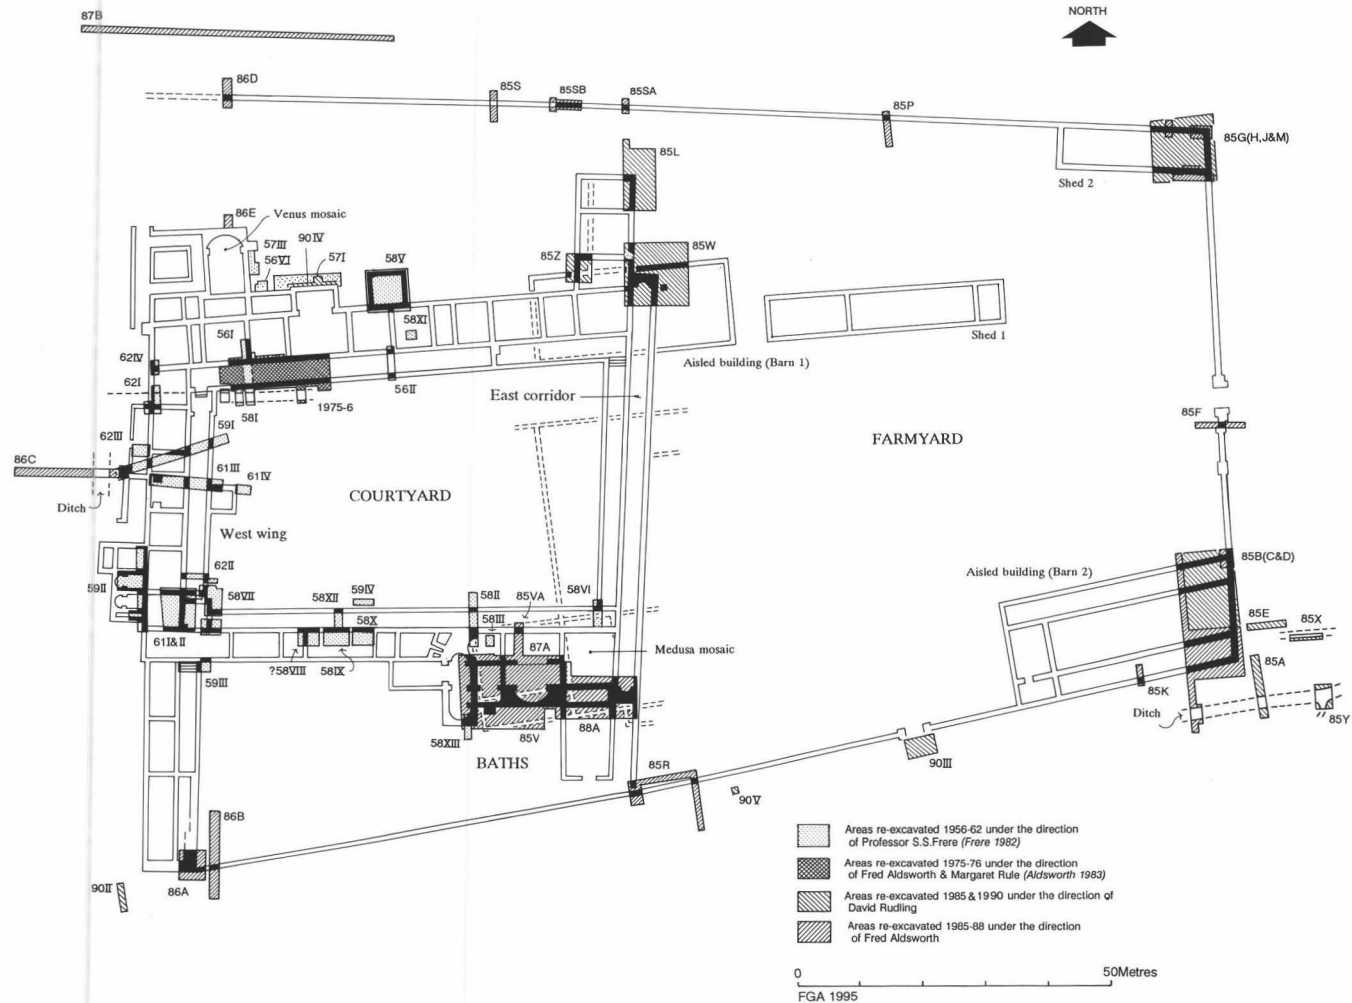 87B
NORTH
86D
85S
85SB
85SA
85P
85G(H,J&M)
85L
Shed 2
86E
Venus mosaic
57III
90IV
56VI
57I
58V
85Z
85W
58XI
56I
Shed 1
62IV
Aisled building (Barn 1)
62I
56II
58I
1975-6
East corridor
59I
85F
62III
FARMYARD
86C
61III
61IV
COURTYARD
Ditch
West wing
85B(C&D)
62II
Aisled building (Barn 2)
59II
58VII
58XII
59IV
58II
85VA
58VI
58X
58III
85E
85X
61I&II
87A
Medusa mosaic
?58VIII
58IX
85A
59III
85K
Ditch
85Y
58XIII
85V
88A
90III
BATHS
85R
90V
86B
86A
90II
Areas re-excavated 1956-62 under the direction
of Professor S.S.Frere (Frere 1982)
Areas re-excavated 1975-76 under the direction
of Fred Aldsworth & Margaret Rule (Aldsworth 1983)
Areas re-excavated 1985 & 1990 under the direction of
David Rudling
Areas re-excavated 1985-88 under the direction
of Fred Aldsworth
0
50Metres
FGA 1995